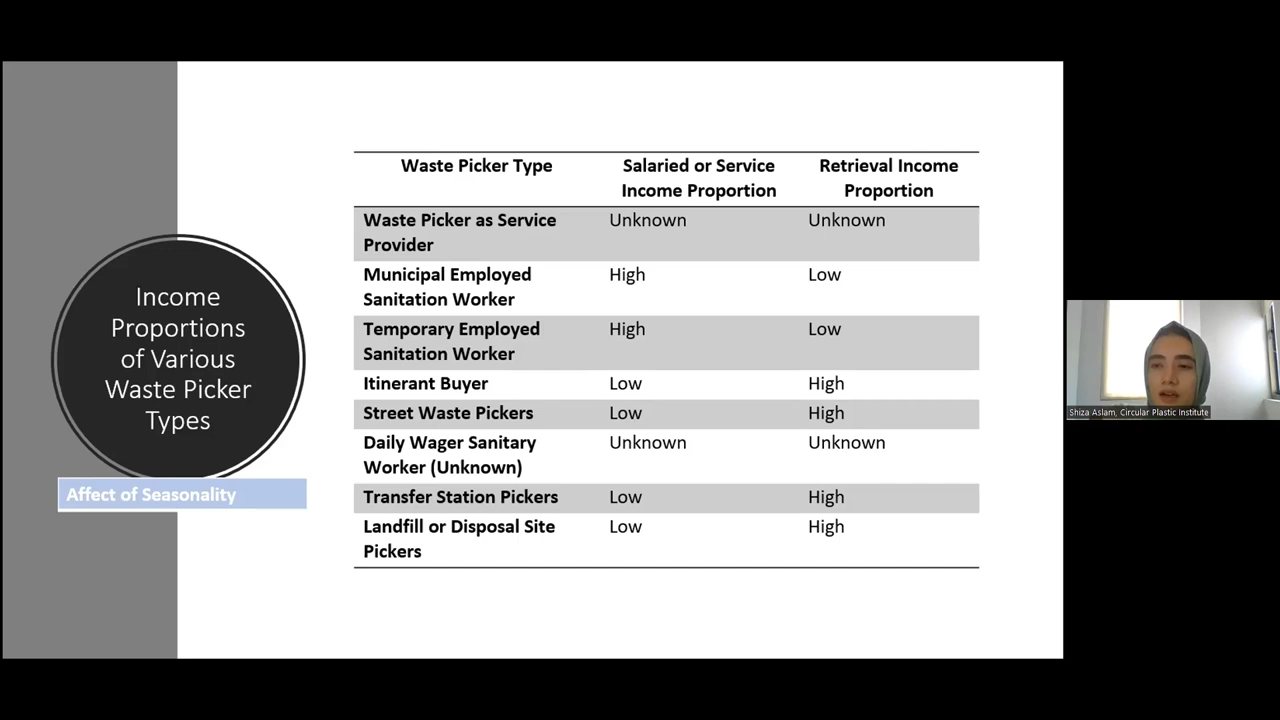 Income
Proportions
of Various
Waste Picker
Types
Affect of Seasonality
Waste Picker Type
Salaried or Service
Income Proportion
Retrieval Income
Proportion
Waste Picker as Service
Provider
Unknown
Unknown
Municipal Employed
Sanitation Worker
High
Low
Temporary Employed
Sanitation Worker
High
Low
Itinerant Buyer
Low
High
Street Waste Pickers
Low
High
Daily Wager Sanitary
Worker (Unknown)
Unknown
Unknown
Transfer Station Pickers
Low
High
Landfill or Disposal Site
Pickers
Low
High
Shiza Aslam, Circular Plastic Institute